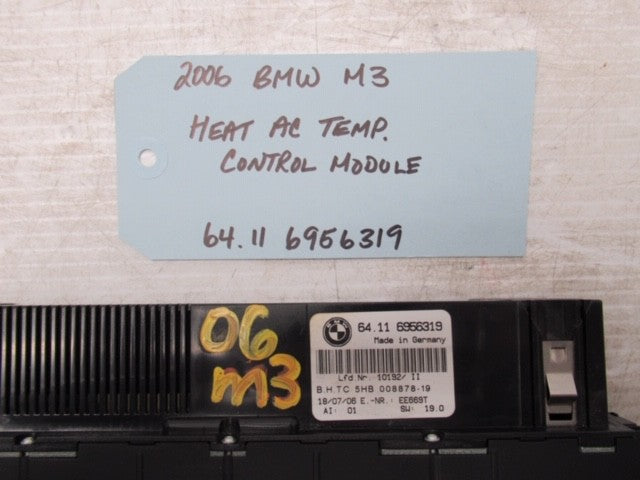 2006 BMW M3
HEAT AC TEMP.
CONTROL MODULE
64.11 6956319
06
m3
64.11 6956319
Made in Germany
Lfd Nr. 10192/ II
B.H.TC 5HB 008878-19
19/07/06 E.-NR.: EE669T
AI: 01 SW: 19.0